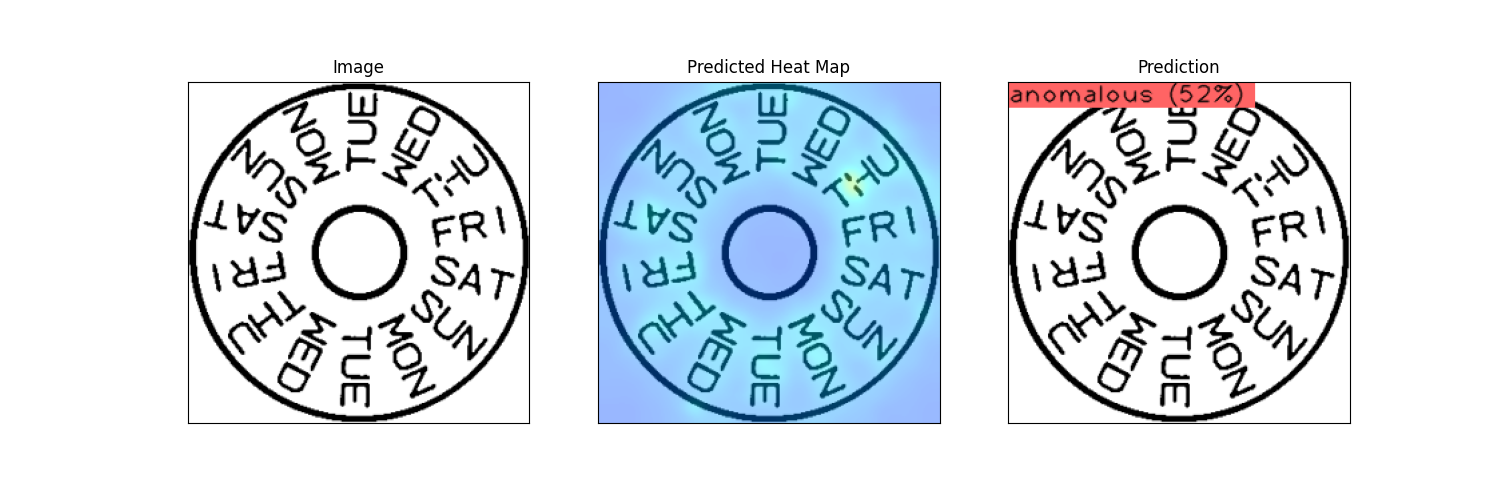 Image
TUE
WED
THU
FRI
SAT
SUN
MON
TUE
WED
THU
FRI
SAT
SUN
MON
Predicted Heat Map
TUE
WED
THU
FRI
SAT
SUN
MON
TUE
WED
THU
FRI
SAT
SUN
MON
Prediction
anomalous (52%)
TUE
WED
THU
FRI
SAT
SUN
MON
TUE
WED
THU
FRI
SAT
SUN